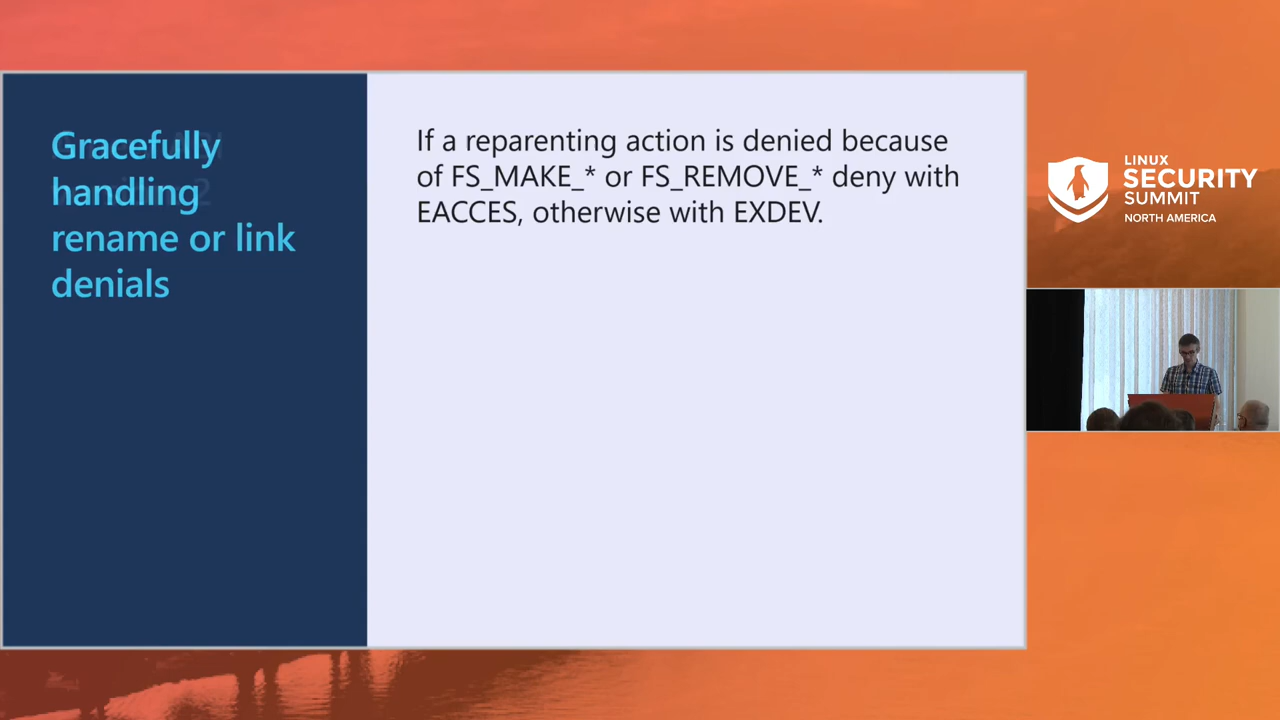 Gracefully
handling
rename or link
denials
If a reparenting action is denied because
of FS_MAKE_* or FS_REMOVE_* deny with
EACCES, otherwise with EXDEV.
LINUX
SECURITY
SUMMIT
NORTH AMERICA